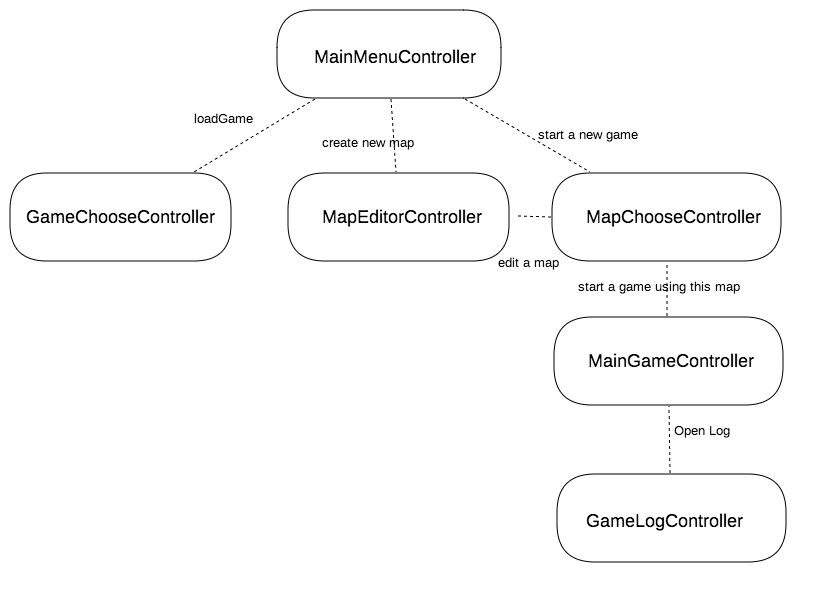 MainMenuController
loadGame
create new map
start a new game
GameChooseController
MapEditorController
MapChooseController
edit a map
start a game using this map
MainGameController
Open Log
GameLogController